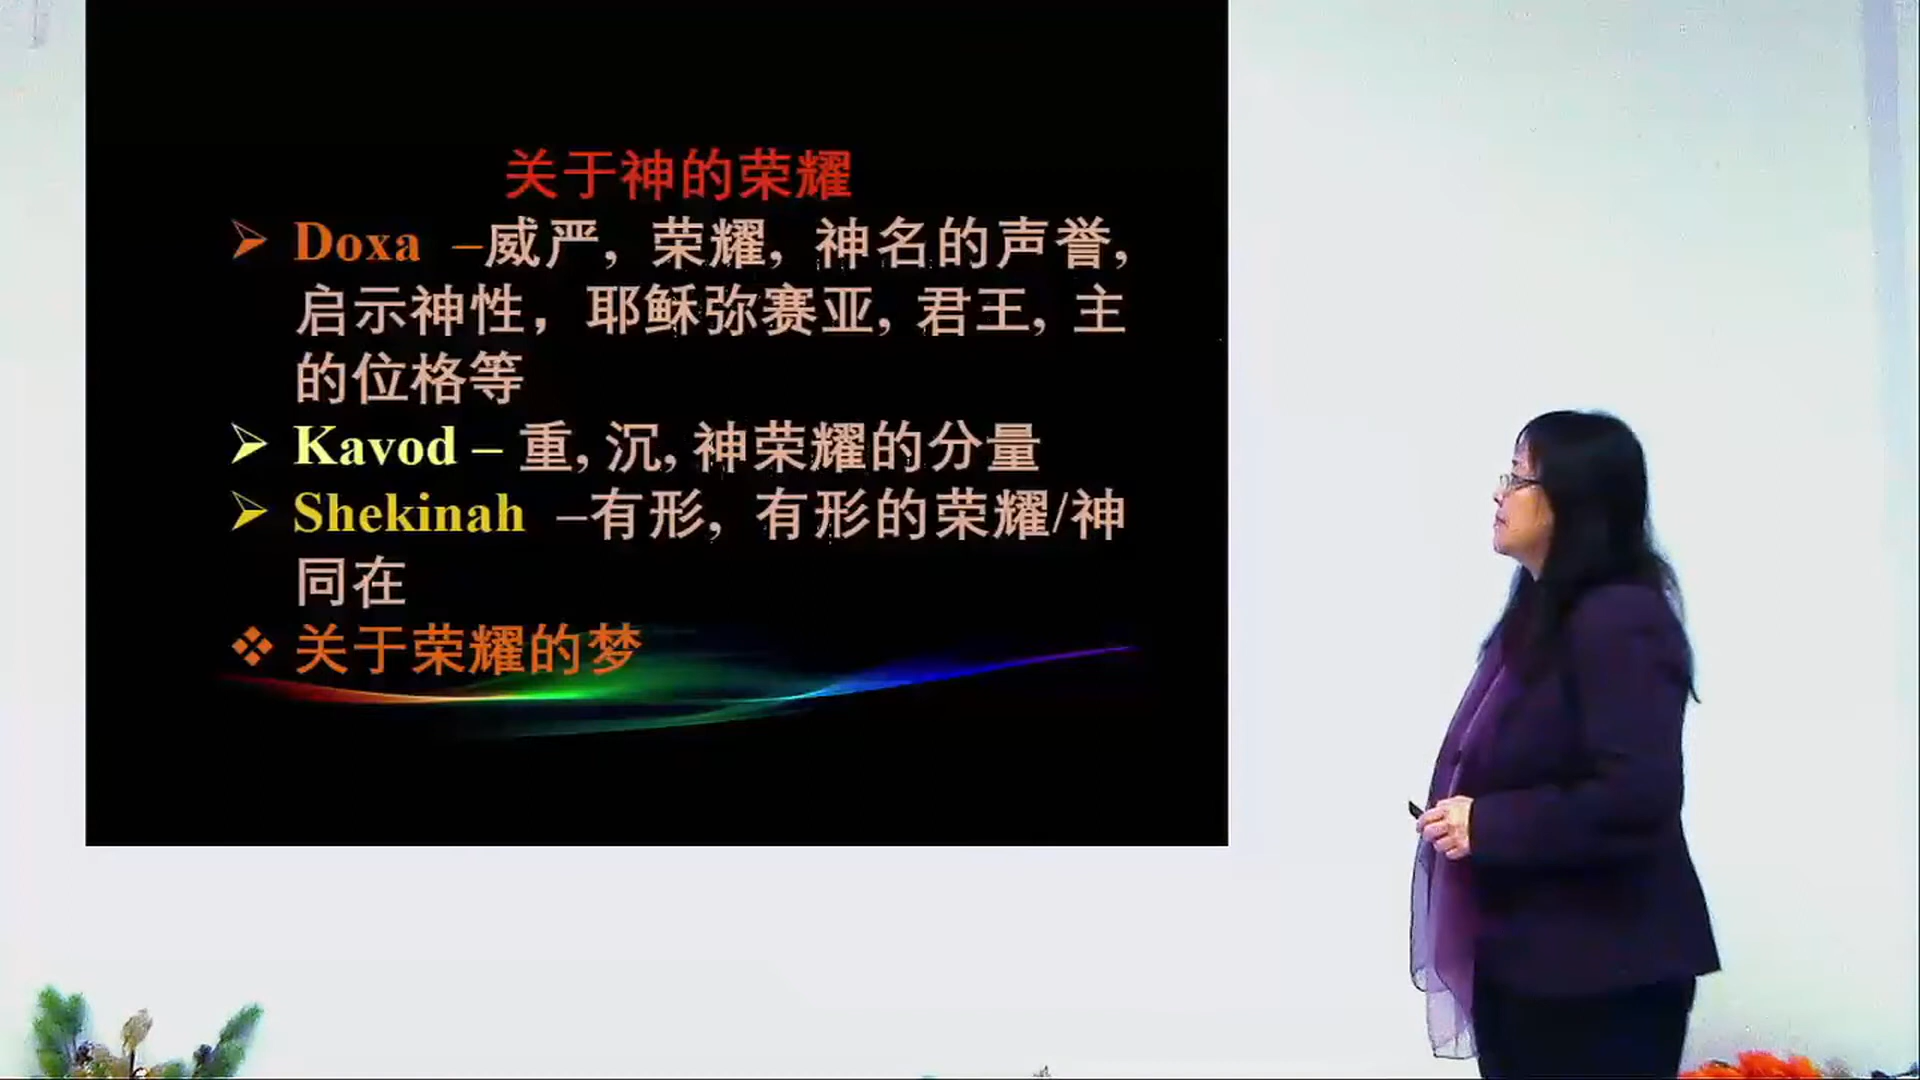 关于神的荣耀
➢ Doxa –威严, 荣耀, 神名的声誉,
启示神性，耶稣弥赛亚, 君王, 主
的位格等
➢ Kavod – 重, 沉, 神荣耀的分量
➢ Shekinah –有形, 有形的荣耀/神
同在
❖ 关于荣耀的梦